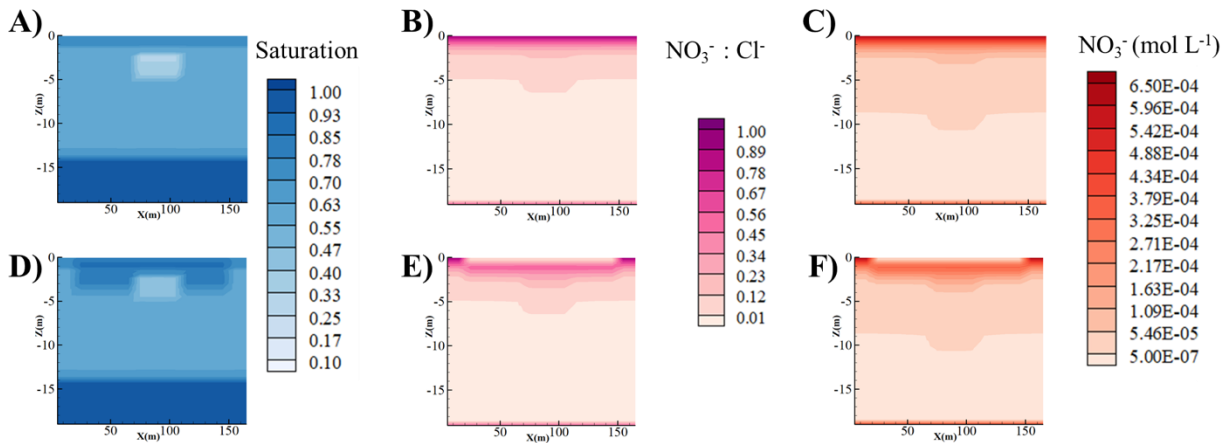 A)
0
-5
-10
-15
Z(m)
50
100
150
X(m)
Saturation
1.00
0.93
0.85
0.78
0.70
0.63
0.55
0.47
0.40
0.33
0.25
0.17
0.10
B)
0
-5
-10
-15
Z(m)
50
100
150
X(m)
NO₃⁻ : Cl⁻
1.00
0.89
0.78
0.67
0.56
0.45
0.34
0.23
0.12
0.01
C)
0
-5
-10
-15
Z(m)
50
100
150
X(m)
NO₃⁻ (mol L⁻¹)
6.50E-04
5.96E-04
5.42E-04
4.88E-04
4.34E-04
3.79E-04
3.25E-04
2.71E-04
2.17E-04
1.63E-04
1.09E-04
5.46E-05
5.00E-07
D)
0
-5
-10
-15
Z(m)
50
100
150
X(m)
E)
0
-5
-10
-15
Z(m)
50
100
150
X(m)
F)
0
-5
-10
-15
Z(m)
50
100
150
X(m)